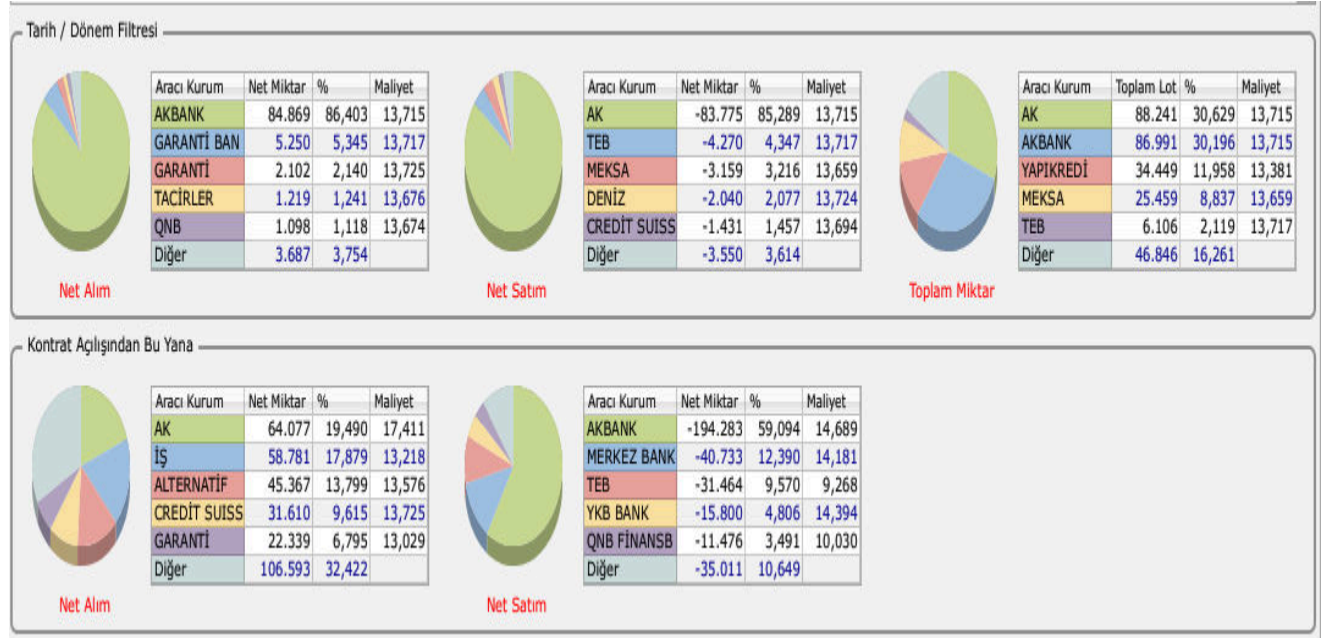 Tarih / Dönem Filtresi
Aracı Kurum Net Miktar % Maliyet
AKBANK 84.869 86,403 13,715
GARANTİ BAN 5.250 5,345 13,717
GARANTİ 2.102 2,140 13,725
TACİRLER 1.219 1,241 13,676
QNB 1.098 1,118 13,674
Diğer 3.687 3,754
Net Alım
Aracı Kurum Net Miktar % Maliyet
AK -83.775 85,289 13,715
TEB -4.270 4,347 13,717
MEKSA -3.159 3,216 13,659
DENİZ -2.040 2,077 13,724
CREDİT SUISS -1.431 1,457 13,694
Diğer -3.550 3,614
Net Satım
Aracı Kurum Toplam Lot % Maliyet
AK 88.241 30,629 13,715
AKBANK 86.991 30,196 13,715
YAPIKREDİ 34.449 11,958 13,381
MEKSA 25.459 8,837 13,659
TEB 6.106 2,119 13,717
Diğer 46.846 16,261
Toplam Miktar
Kontrat Açılışından Bu Yana
Aracı Kurum Net Miktar % Maliyet
AK 64.077 19,490 17,411
İŞ 58.781 17,879 13,218
ALTERNATİF 45.367 13,799 13,576
CREDİT SUISS 31.610 9,615 13,725
GARANTİ 22.339 6,795 13,029
Diğer 106.593 32,422
Net Alım
Aracı Kurum Net Miktar % Maliyet
AKBANK -194.283 59,094 14,689
MERKEZ BANK -40.733 12,390 14,181
TEB -31.464 9,570 9,268
YKB BANK -15.800 4,806 14,394
QNB FİNANSB -11.476 3,491 10,030
Diğer -35.011 10,649
Net Satım